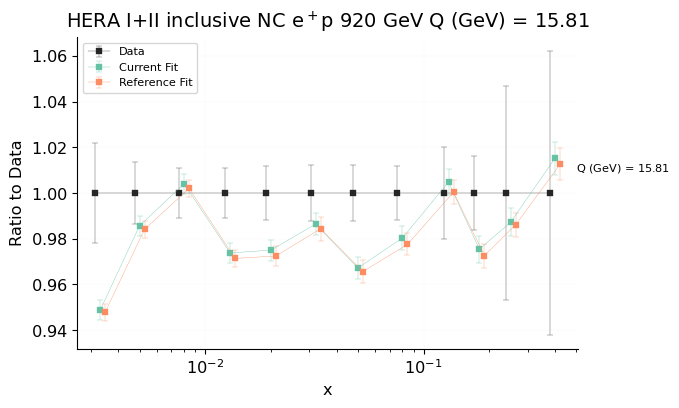 HERA I+II inclusive NC e⁺p 920 GeV Q (GeV) = 15.81
Data
Current Fit
Reference Fit
Ratio to Data
1.06
1.04
1.02
1.00
0.98
0.96
0.94
Q (GeV) = 15.81
10⁻² 10⁻¹
x